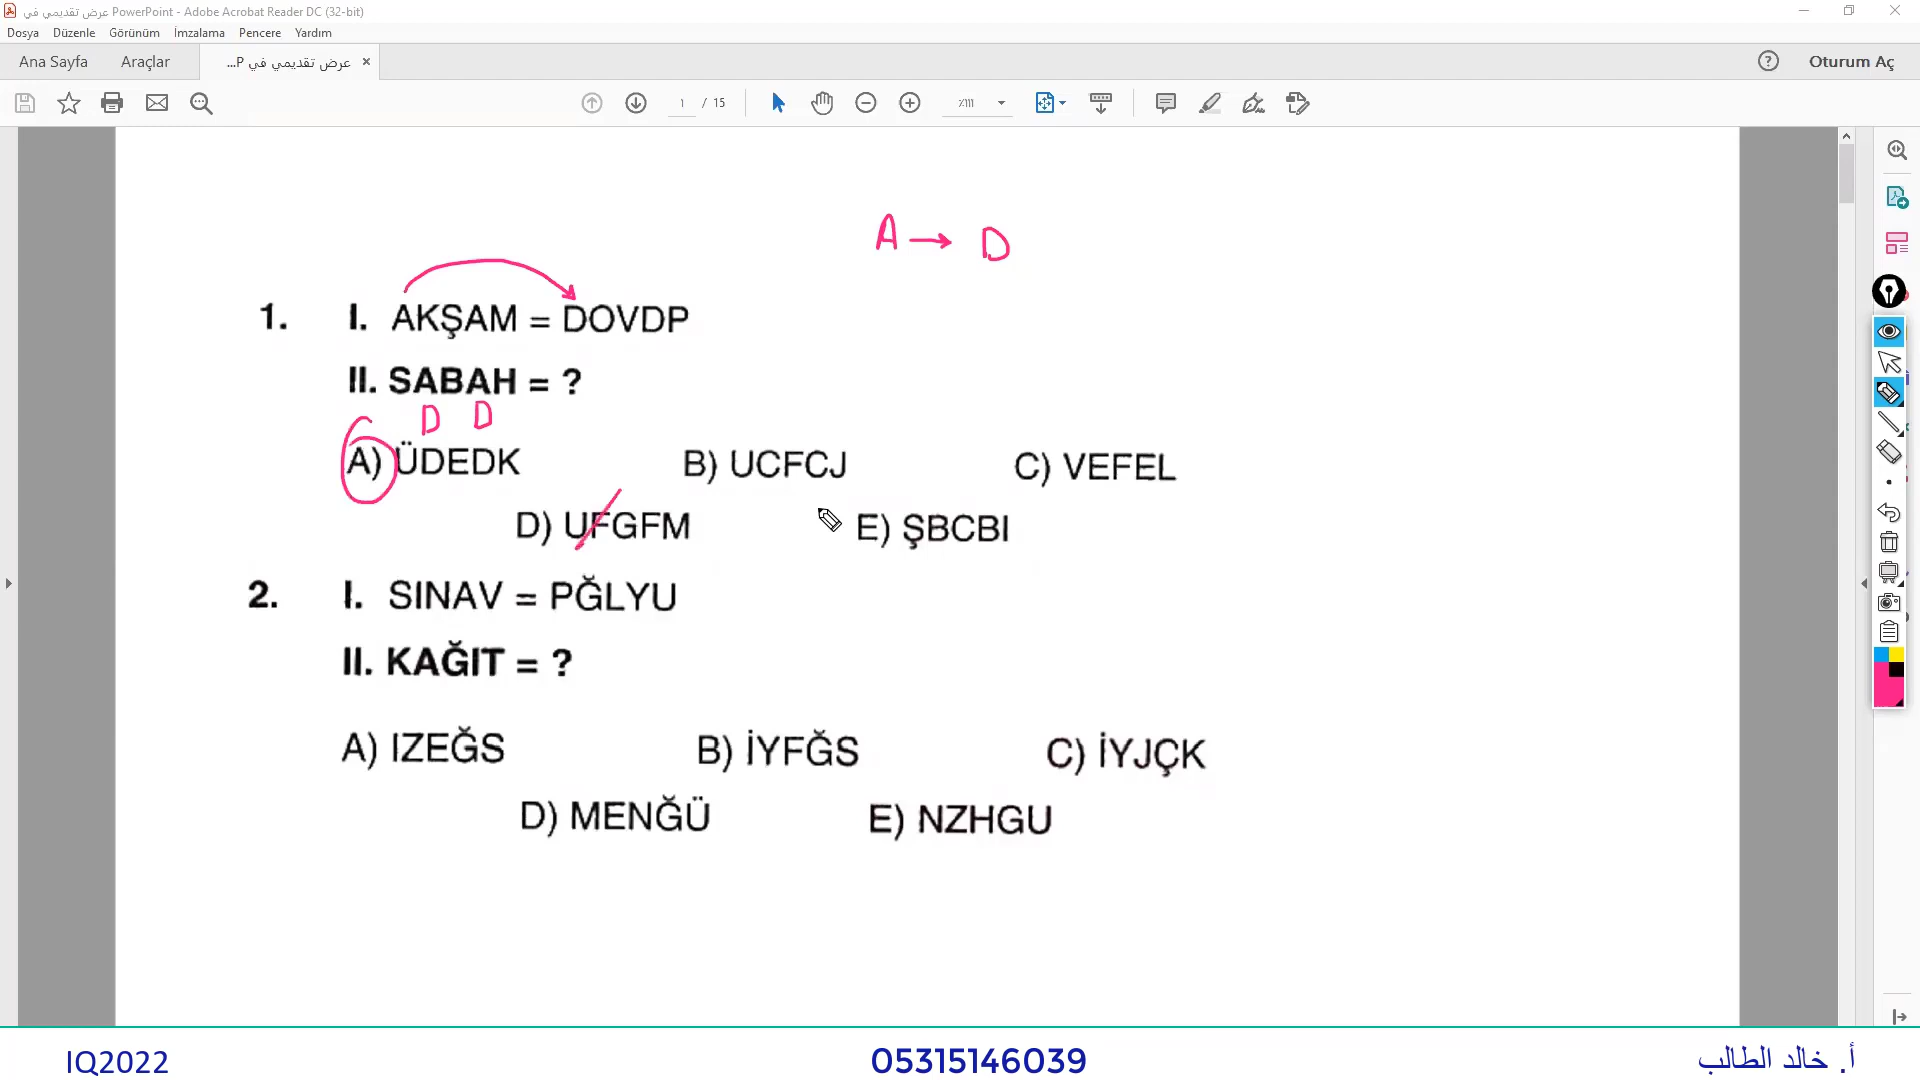 عرض تقديمي في PowerPoint - Adobe Acrobat Reader DC (32-bit)
Dosya Düzenle Görünüm İmzalama Pencere Yardım
Ana Sayfa Araçlar عرض تقديمي في P... × Oturum Aç
١ / 15 ٪١١١
A → D
1. I. AKŞAM = DOVDP
II. SABAH = ?
D D
A) ÜDEDK B) UCFCJ C) VEFEL
D) UFGFM E) ŞBCBI
2. I. SINAV = PĞLYU
II. KAĞIT = ?
A) IZEĞS B) İYFĞS C) İYJÇK
D) MENĞÜ E) NZHGU
IQ2022 05315146039 أ. خالد الطالب